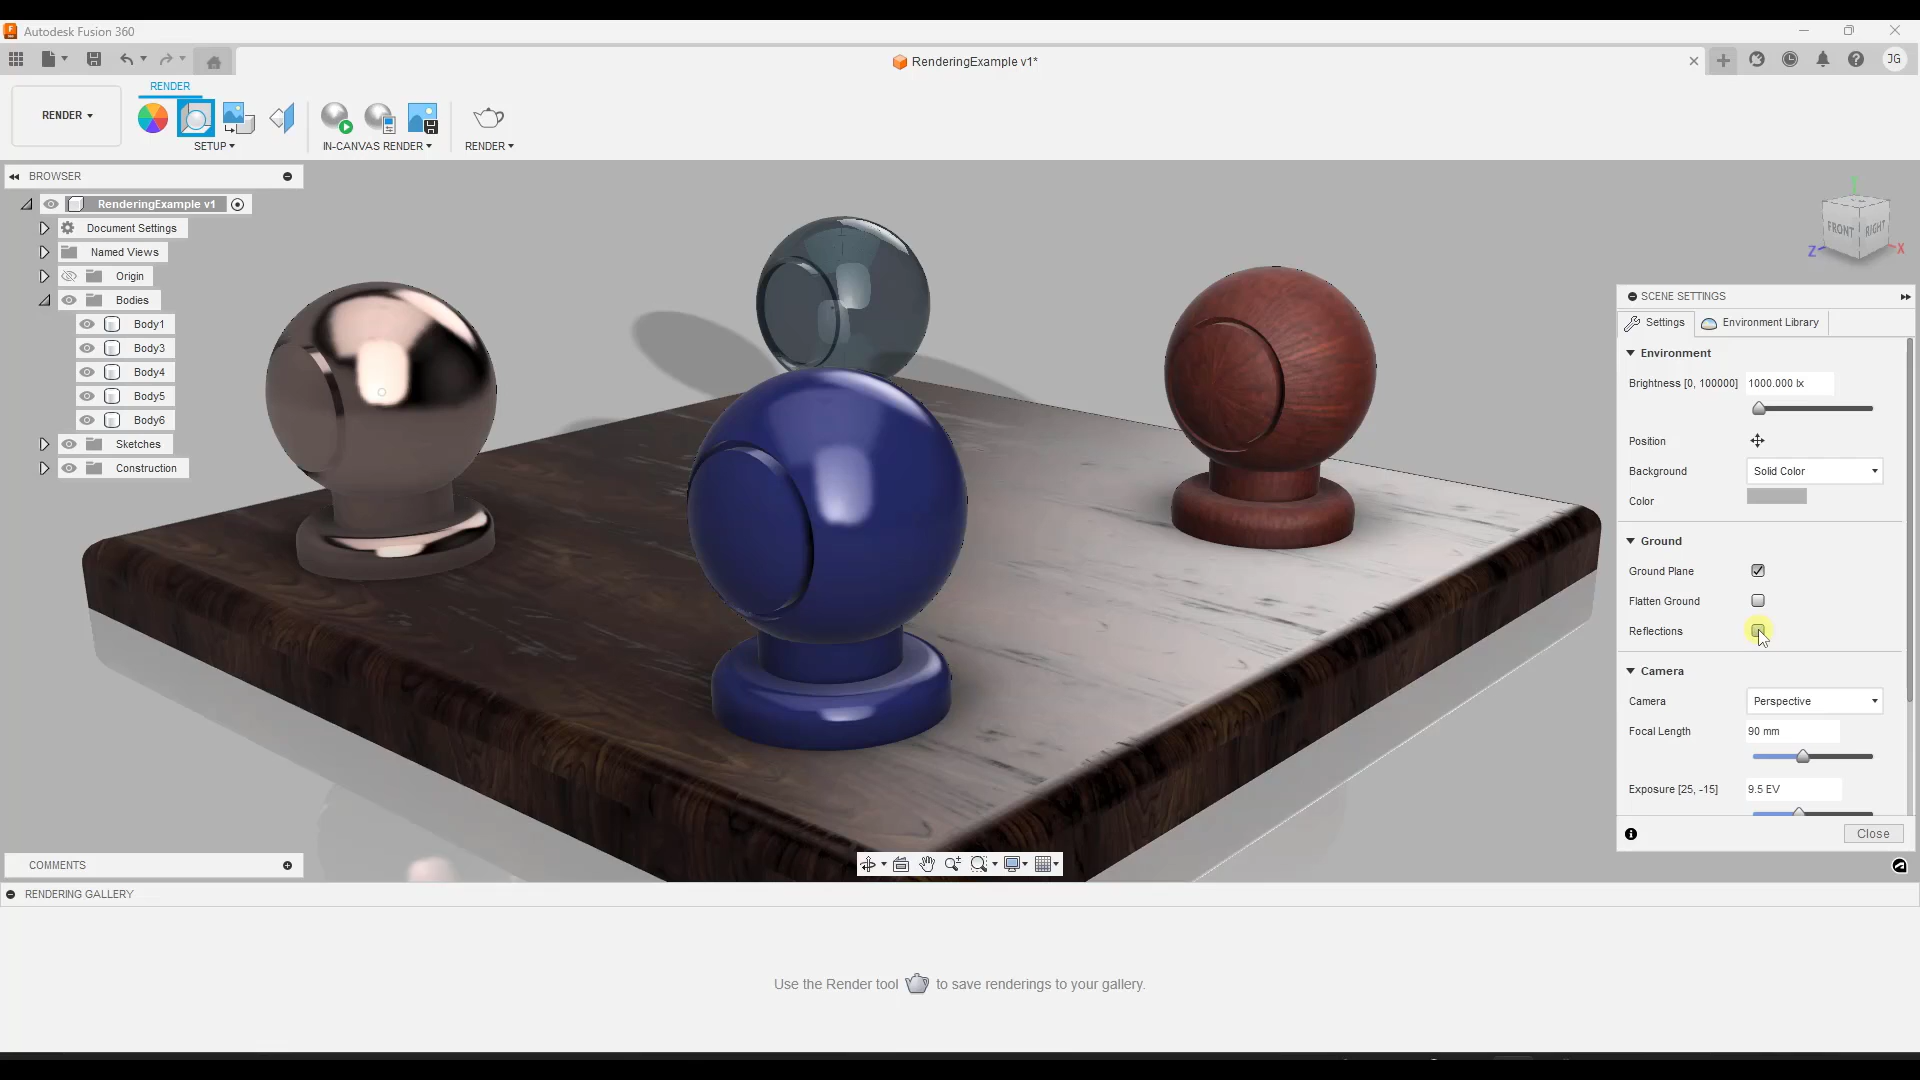 Autodesk Fusion 360
RenderingExample v1*
JG
RENDER
RENDER
SETUP
IN-CANVAS RENDER
RENDER
BROWSER
RenderingExample v1
Document Settings
Named Views
Origin
Bodies
Body1
Body3
Body4
Body5
Body6
Sketches
Construction
FRONT
RIGHT
Z
X
SCENE SETTINGS
Settings
Environment Library
Environment
Brightness [0, 100000] 1000.000 lx
Position
Background Solid Color
Color
Ground
Ground Plane
Flatten Ground
Reflections
Camera
Camera Perspective
Focal Length 90 mm
Exposure [25, -15] 9.5 EV
Close
COMMENTS
RENDERING GALLERY
Use the Render tool to save renderings to your gallery.